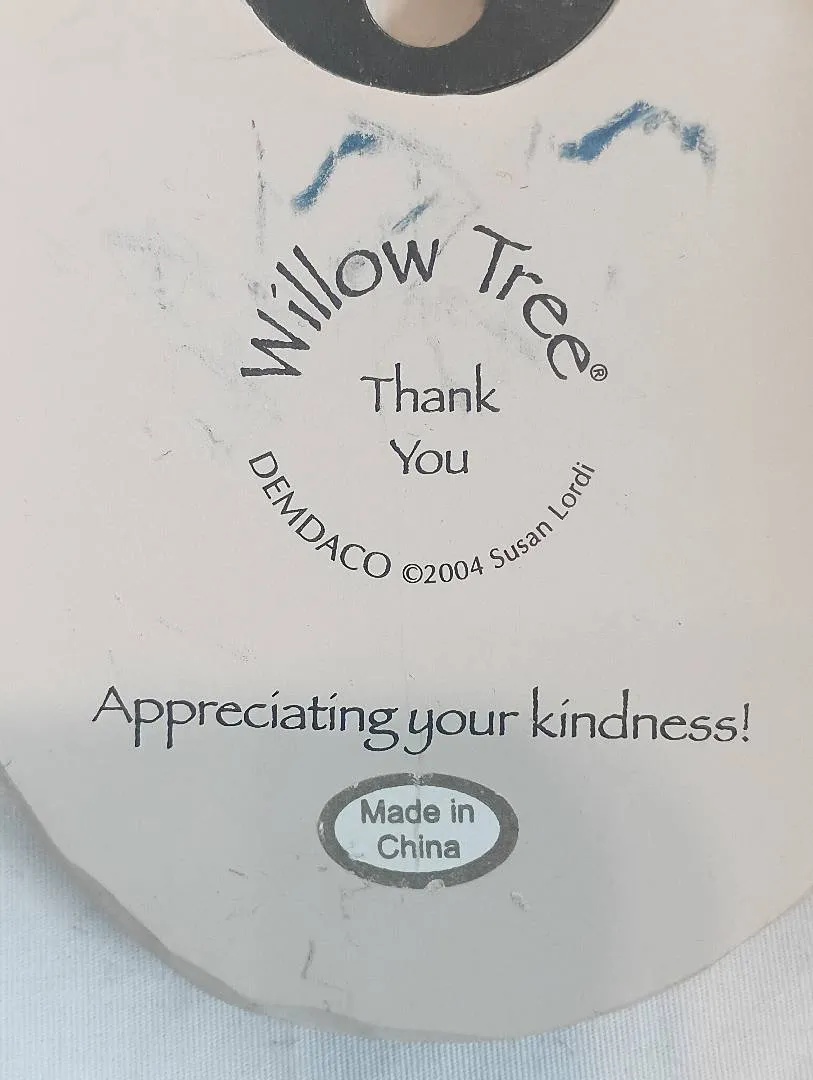 Willow Tree®
Thank
You
DEMDACO ©2004 Susan Lordi
Appreciating your kindness!
Made in
China